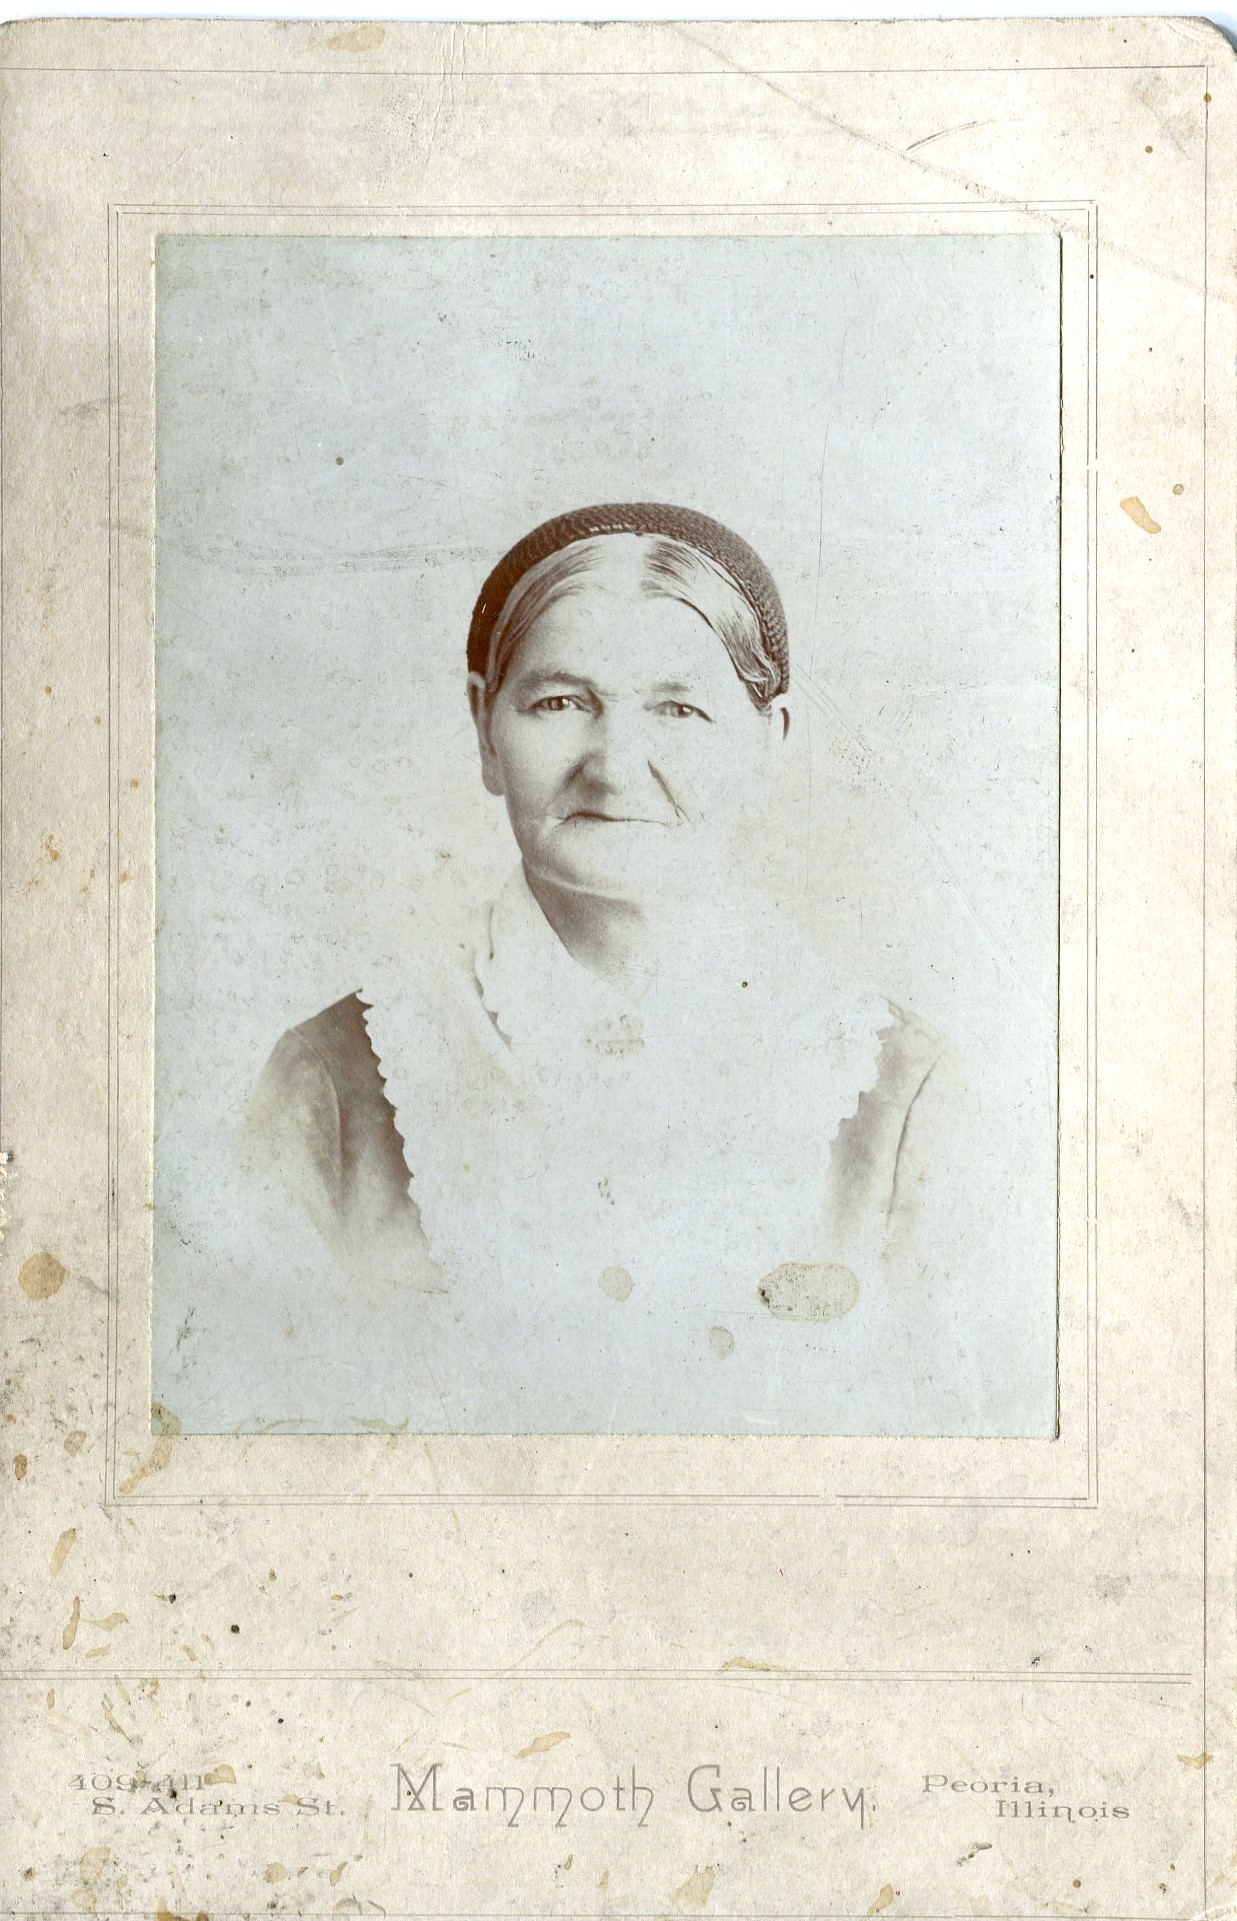 409-411
S. Adams St.
Mammoth Gallery.
Peoria,
Illinois